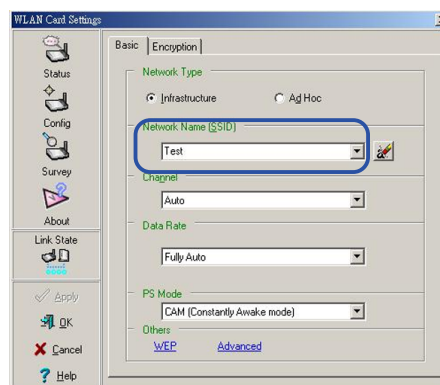 WLAN Card Settings
Status
Config
Survey
About
Link State
Apply
OK
Cancel
Help
Basic
Encryption
Network Type
Infrastructure
Ad Hoc
Network Name (SSID)
Test
Channel
Auto
Data Rate
Fully Auto
PS Mode
CAM (Constantly Awake mode)
Others
WEP
Advanced